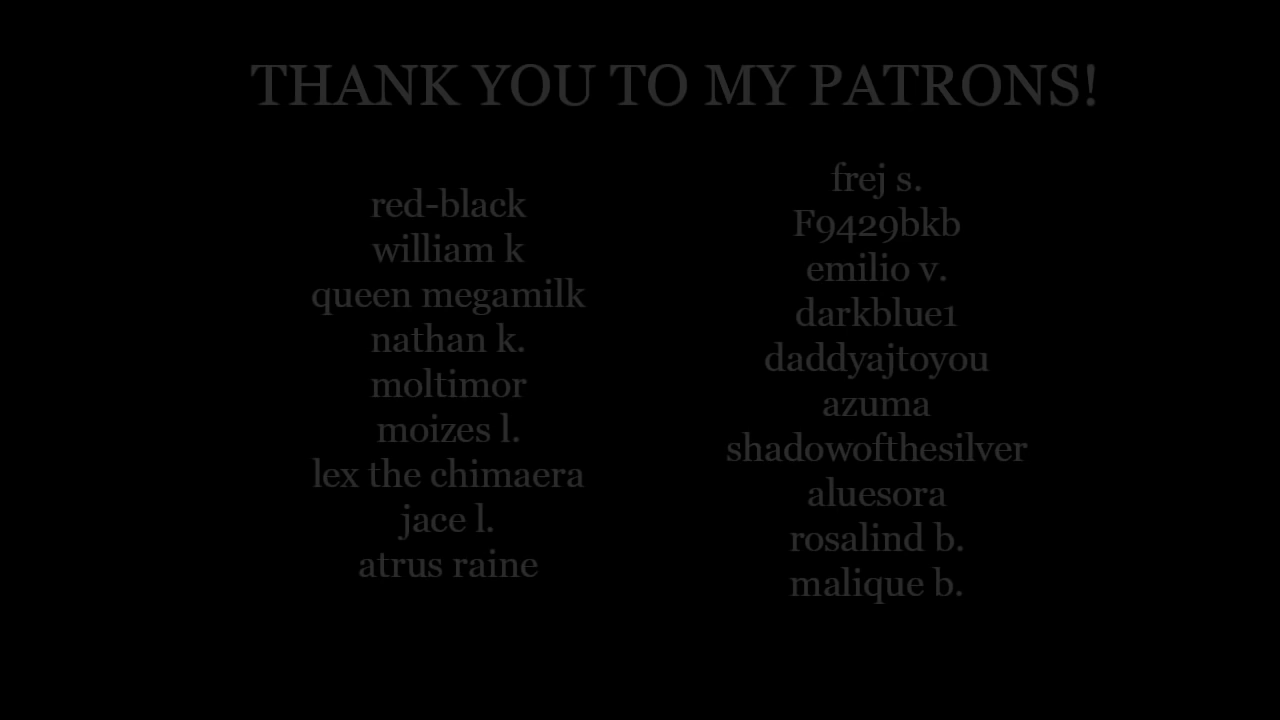 THANK YOU TO MY PATRONS!
red-black
william k
queen megamilk
nathan k.
moltimor
moizes l.
lex the chimaera
jace l.
atrus raine
frej s.
F9429bkb
emilio v.
darkblue1
daddyajtoyou
azuma
shadowofthesilver
aluesora
rosalind b.
malique b.